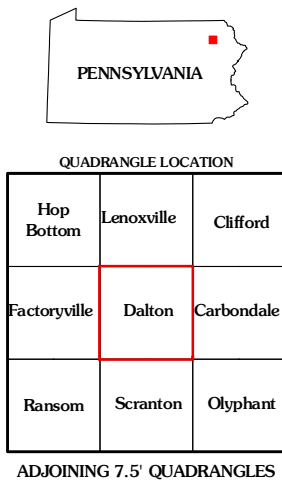 PENNSYLVANIA
QUADRANGLE LOCATION
Hop
Bottom
Lenoxville
Clifford
Factoryville
Dalton
Carbondale
Ransom
Scranton
Olyphant
ADJOINING 7.5' QUADRANGLES